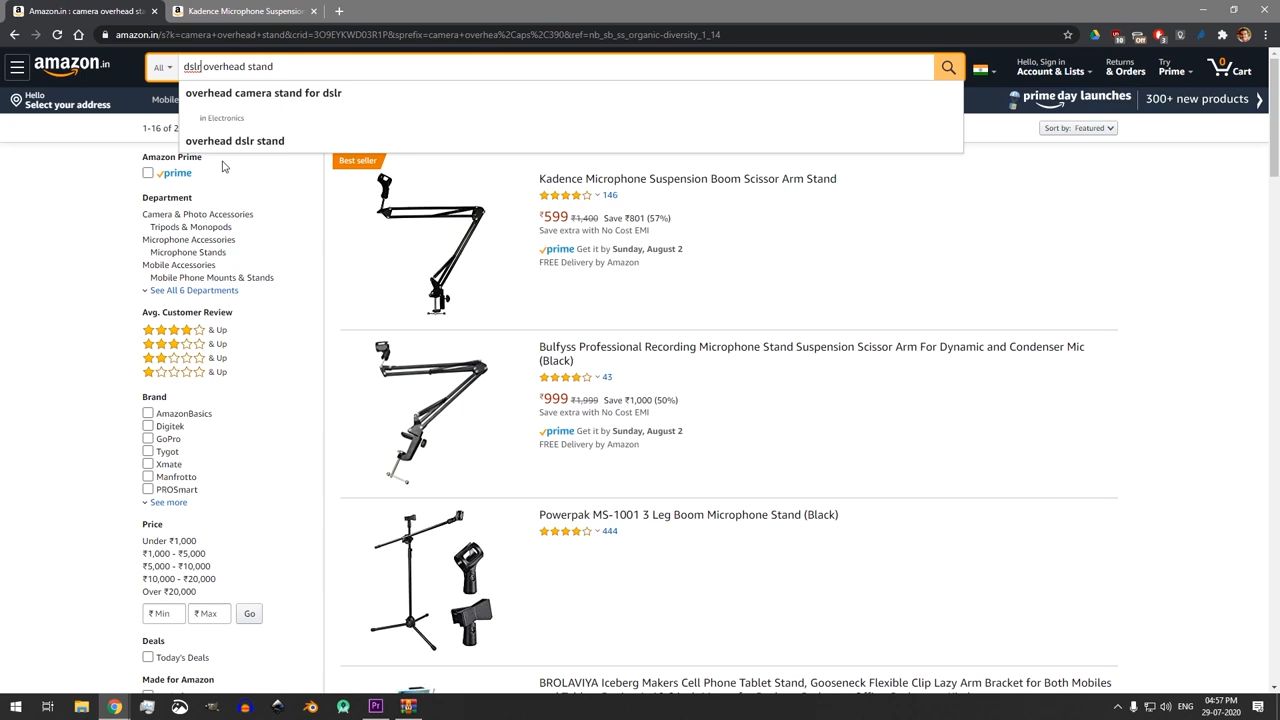 Amazon.in : overhead sta
Amazon.in : overhead suspensio
amazon.in/s?k=camera+overhead+stand&crid=3O9EYKWD03R1P&sprefix=camera+overhea%2Caps%2C390&ref=nb_sb_ss_organic-diversity_1_14
amazon.in
All
dslr overhead stand
Hello, Sign in
Account & Lists
Returns
& Orders
Try
Prime
0
Cart
overhead camera stand for dslr
in Electronics
overhead dslr stand
Hello
Select your address
Mobile
prime day launches
300+ new products
1-16 of 2
Sort by: Featured
Amazon Prime
prime
Department
Camera & Photo Accessories
Tripods & Monopods
Microphone Accessories
Microphone Stands
Mobile Accessories
Mobile Phone Mounts & Stands
See All 6 Departments
Avg. Customer Review
& Up
& Up
& Up
& Up
Brand
AmazonBasics
Digitek
GoPro
Tygot
Xmate
Manfrotto
PROSmart
See more
Price
Under ₹1,000
₹1,000 - ₹5,000
₹5,000 - ₹10,000
₹10,000 - ₹20,000
Over ₹20,000
₹ Min
₹ Max
Go
Deals
Today's Deals
Made for Amazon
Best seller
Kadence Microphone Suspension Boom Scissor Arm Stand
146
₹599 ₹1,400 Save ₹801 (57%)
Save extra with No Cost EMI
prime Get it by Sunday, August 2
FREE Delivery by Amazon
Bulfyss Professional Recording Microphone Stand Suspension Scissor Arm For Dynamic and Condenser Mic
(Black)
43
₹999 ₹1,999 Save ₹1,000 (50%)
Save extra with No Cost EMI
prime Get it by Sunday, August 2
FREE Delivery by Amazon
Powerpak MS-1001 3 Leg Boom Microphone Stand (Black)
444
BROLAVIYA Iceberg Makers Cell Phone Tablet Stand, Gooseneck Flexible Clip Lazy Arm Bracket for Both Mobiles
Ai
Pr
ENG
04:57 PM
29-07-2020